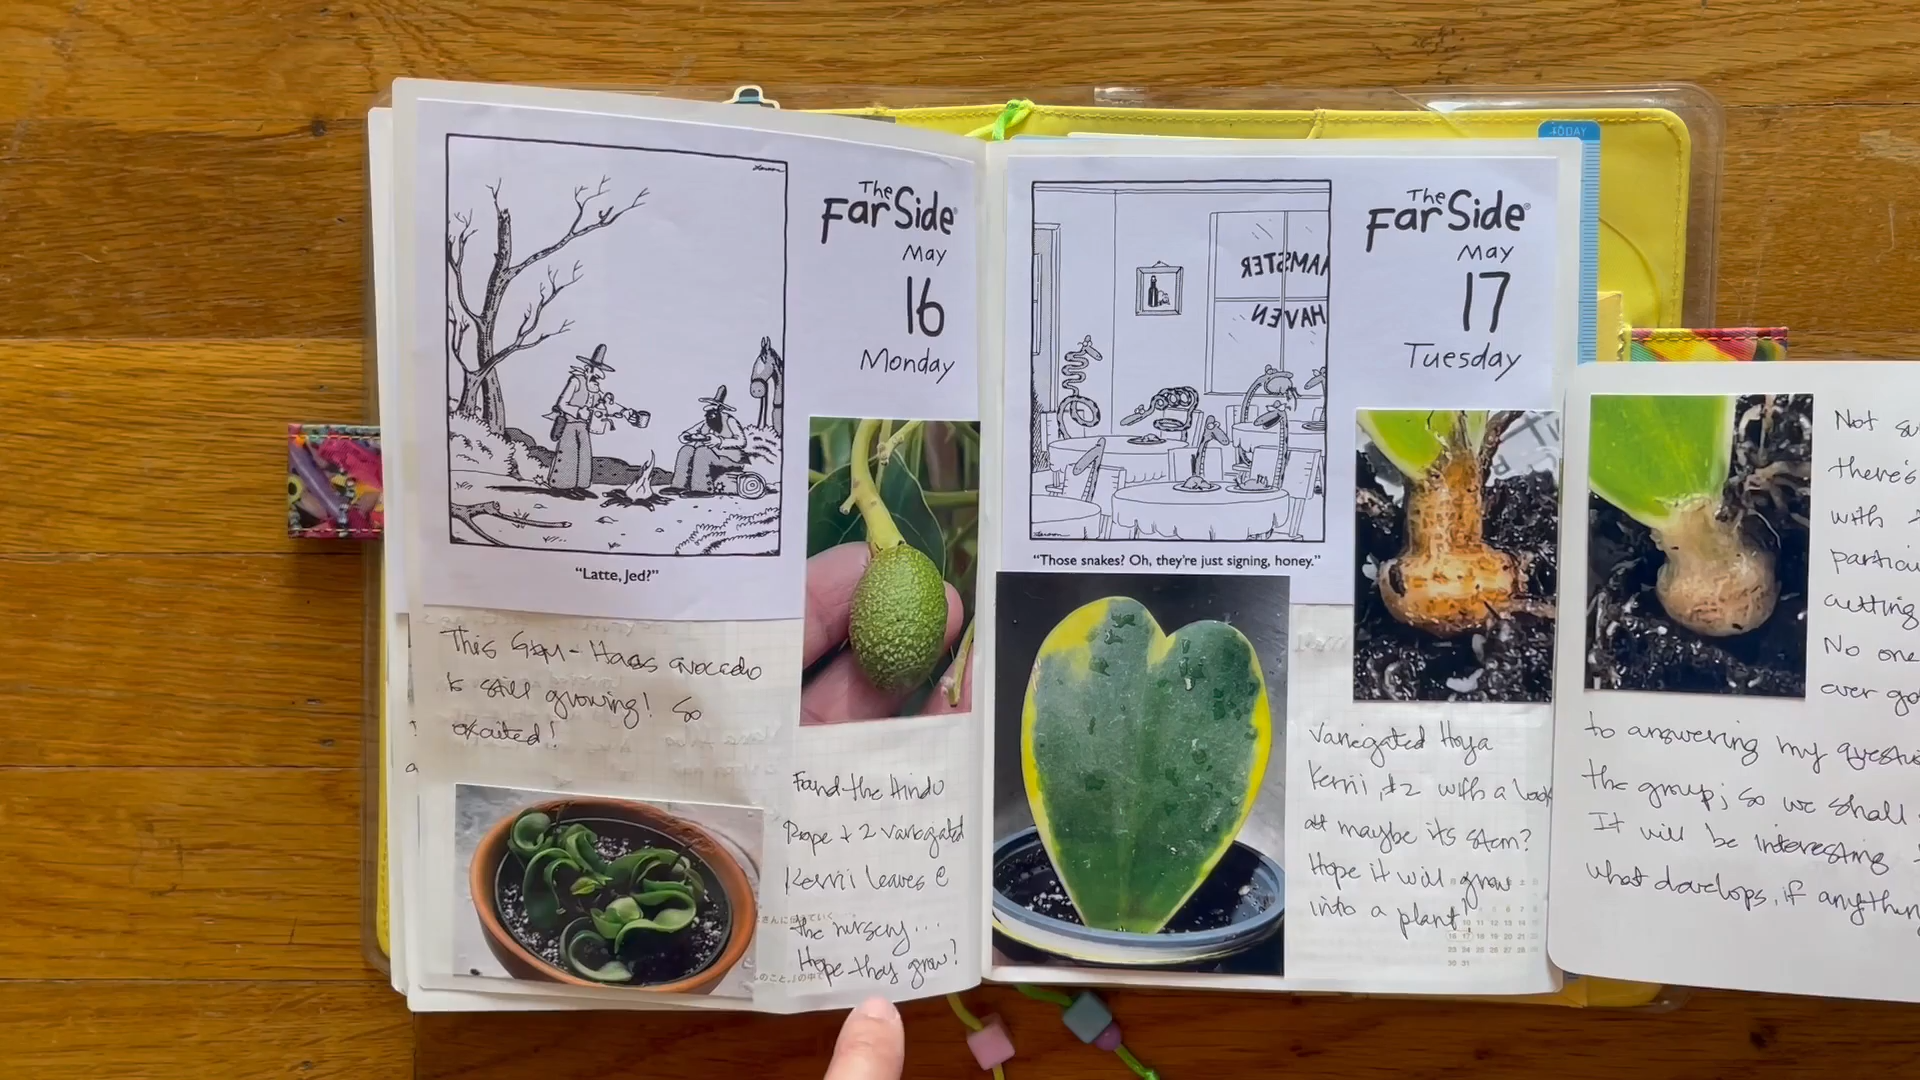 The
Far Side
May
16
Monday
"Latte, Jed?"
This Gem - Haas avocado
is still growing! So
excited!
Found the Hindu
Rope + 2 variegated
Kerrii leaves @
the nursery...
Hope they grow!
The
Far Side
May
17
Tuesday
HAMSTER
HAVEN
"Those snakes? Oh, they're just signing, honey."
Variegated Hoya
Kerrii, #2 with a look
at maybe its stem?
Hope it will grow
into a plant!
TODAY
Not
there's
with
cutting
No one
ever
to answering my
the group; so we shall
It will be interesting
what develops, if